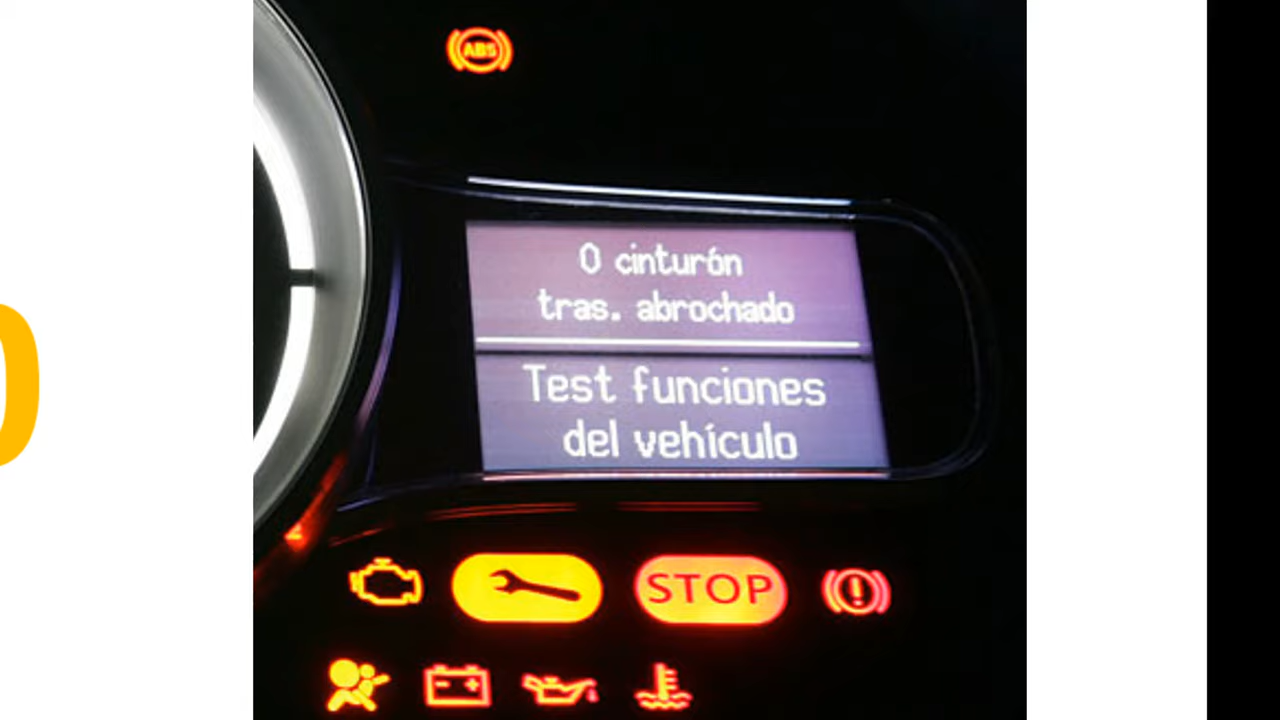 ABS
0 cinturón
tras. abrochado
Test funciones
del vehículo
STOP